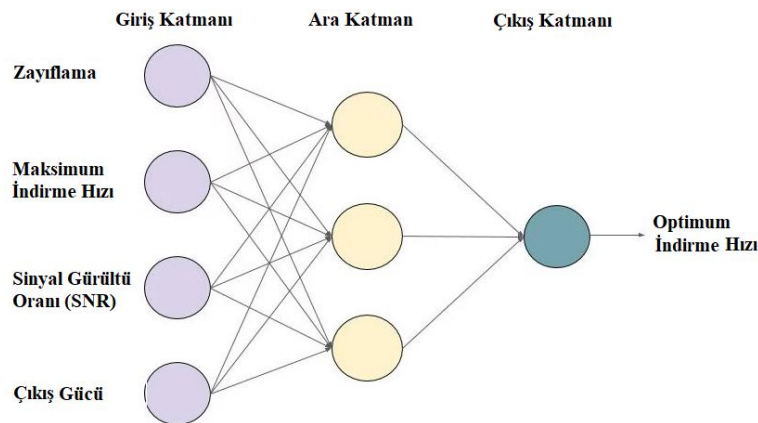 Giriş Katmanı
Ara Katman
Çıkış Katmanı
Zayıflama
Maksimum
İndirme Hızı
Sinyal Gürültü
Oranı (SNR)
Çıkış Gücü
Optimum
İndirme Hızı